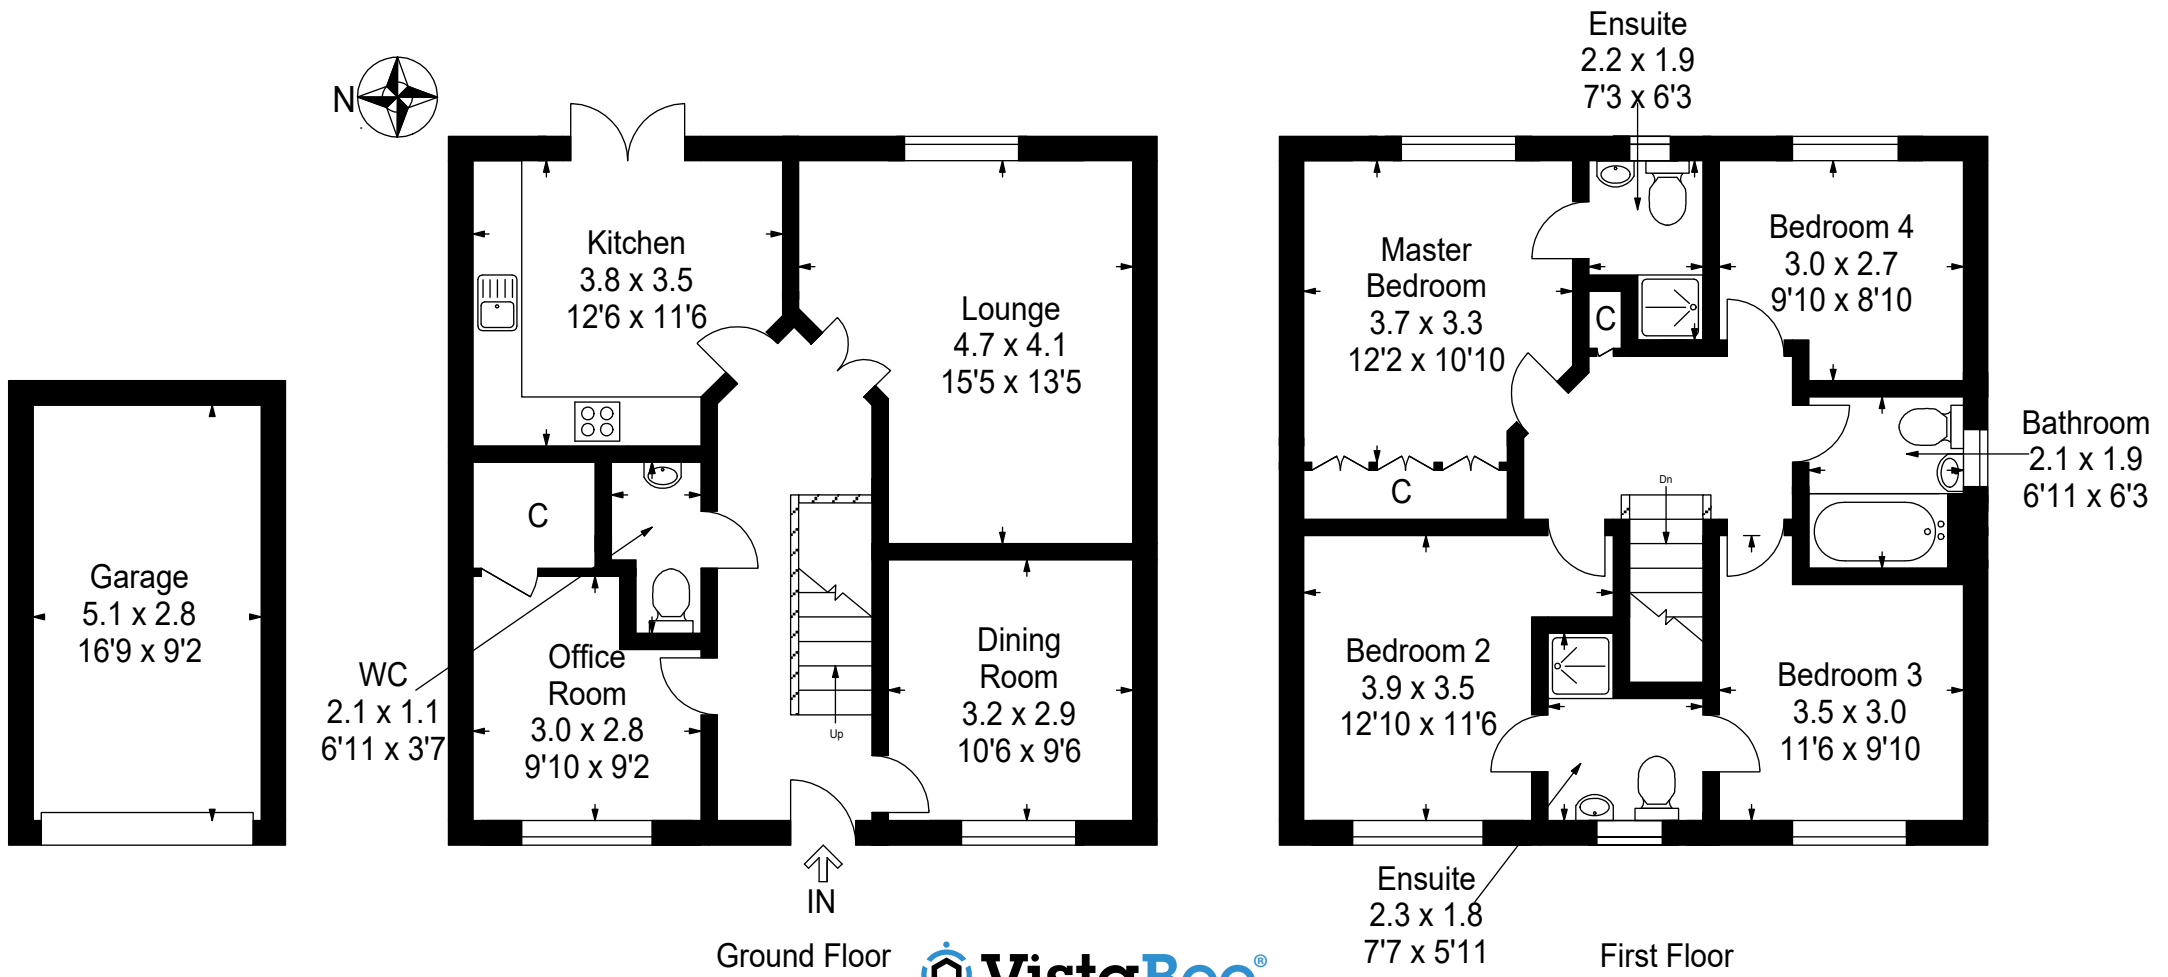 N
Garage
5.1 x 2.8
16'9 x 9'2
WC
2.1 x 1.1
6'11 x 3'7
Kitchen
3.8 x 3.5
12'6 x 11'6
Lounge
4.7 x 4.1
15'5 x 13'5
C
Office
Room
3.0 x 2.8
9'10 x 9'2
Up
Dining
Room
3.2 x 2.9
10'6 x 9'6
IN
Ground Floor
Ensuite
2.2 x 1.9
7'3 x 6'3
Master
Bedroom
3.7 x 3.3
12'2 x 10'10
C
C
Bedroom 4
3.0 x 2.7
9'10 x 8'10
Bathroom
2.1 x 1.9
6'11 x 6'3
Dn
Bedroom 2
3.9 x 3.5
12'10 x 11'6
Bedroom 3
3.5 x 3.0
11'6 x 9'10
Ensuite
2.3 x 1.8
7'7 x 5'11
First Floor
VistaBee®